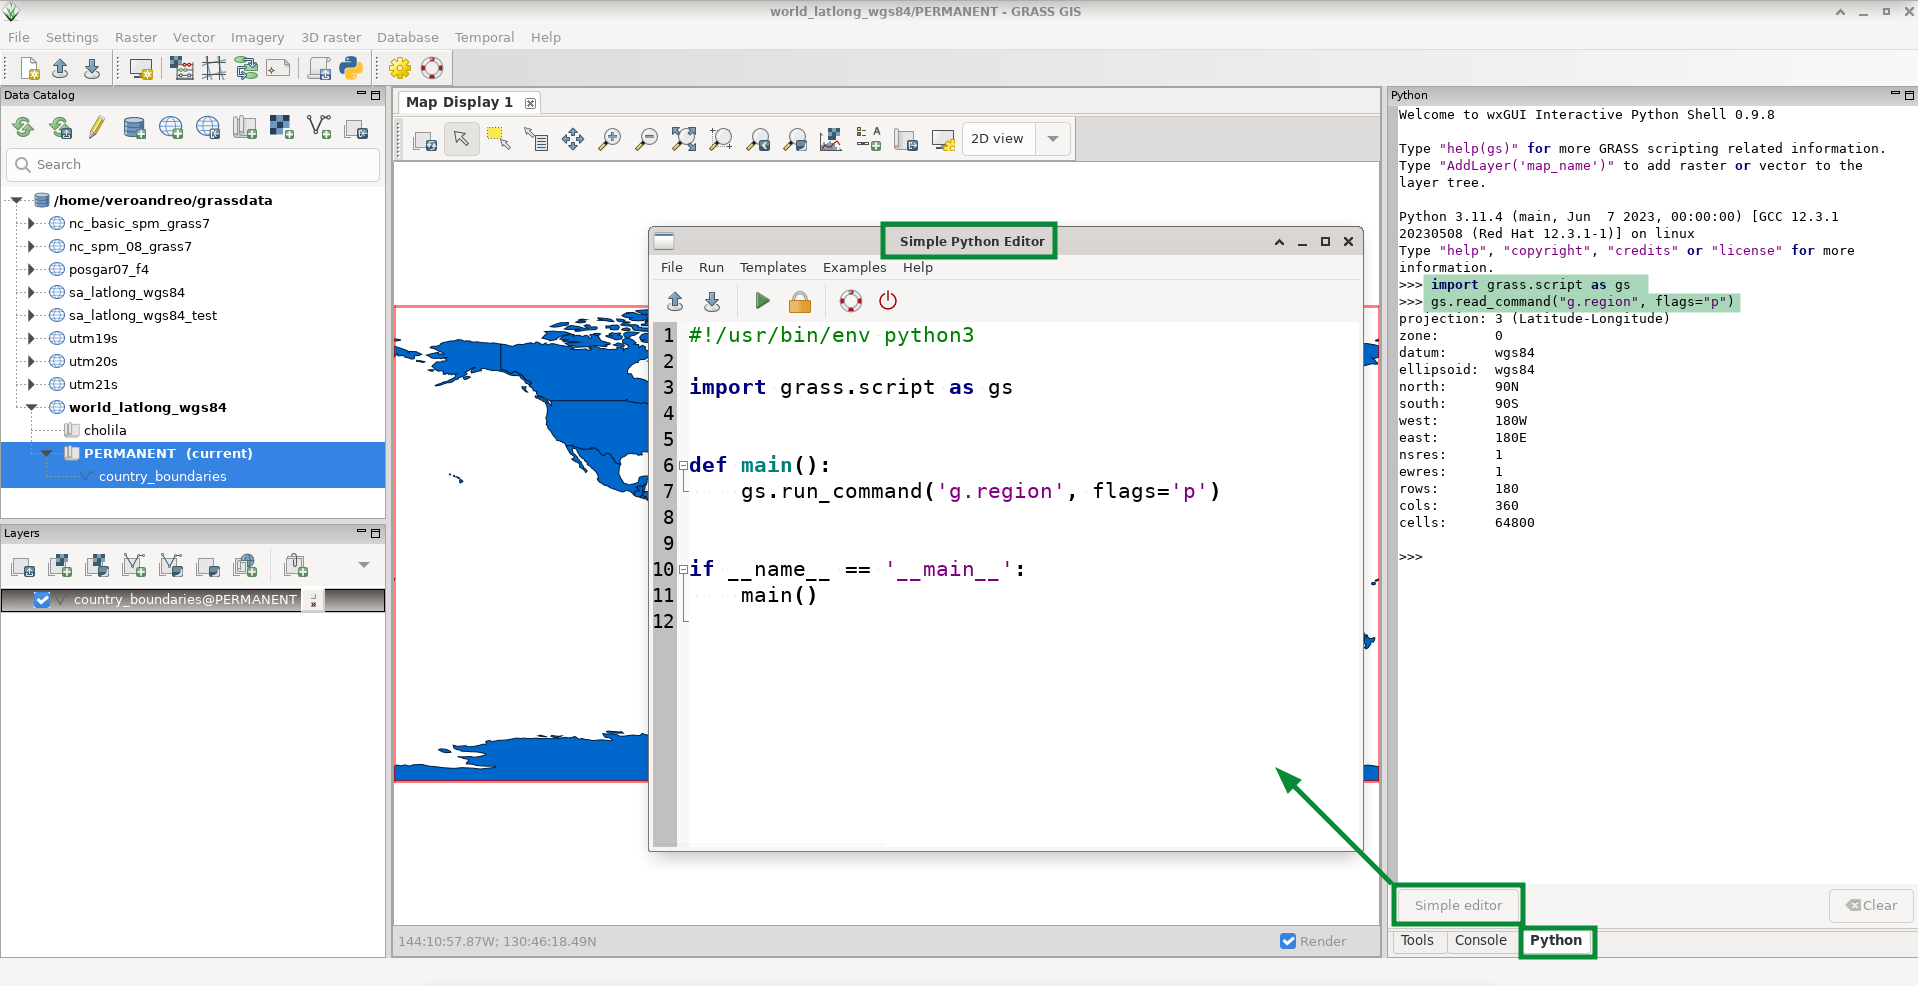 world_latlong_wgs84/PERMANENT - GRASS GIS
File Settings Raster Vector Imagery 3D raster Database Temporal Help
Data Catalog
Search
/home/veroandreo/grassdata
nc_basic_spm_grass7
nc_spm_08_grass7
posgar07_f4
sa_latlong_wgs84
sa_latlong_wgs84_test
utm19s
utm20s
utm21s
world_latlong_wgs84
cholila
PERMANENT (current)
country_boundaries
Layers
country_boundaries@PERMANENT
Map Display 1
2D view
Simple Python Editor
File Run Templates Examples Help
1 #!/usr/bin/env python3
2
3 import grass.script as gs
4
5
6 def main():
7     gs.run_command('g.region', flags='p')
8
9
10 if __name__ == '__main__':
11     main()
12
144:10:57.87W; 130:46:18.49N
Render
Python
Welcome to wxGUI Interactive Python Shell 0.9.8
Type "help(gs)" for more GRASS scripting related information.
Type "AddLayer('map_name')" to add raster or vector to the
layer tree.
Python 3.11.4 (main, Jun  7 2023, 00:00:00) [GCC 12.3.1
20230508 (Red Hat 12.3.1-1)] on linux
Type "help", "copyright", "credits" or "license" for more
information.
>>> import grass.script as gs
>>> gs.read_command("g.region", flags="p")
projection: 3 (Latitude-Longitude)
zone:       0
datum:      wgs84
ellipsoid:  wgs84
north:      90N
south:      90S
west:       180W
east:       180E
nsres:      1
ewres:      1
rows:       180
cols:       360
cells:      64800
>>>
Simple editor
Clear
Tools Console Python